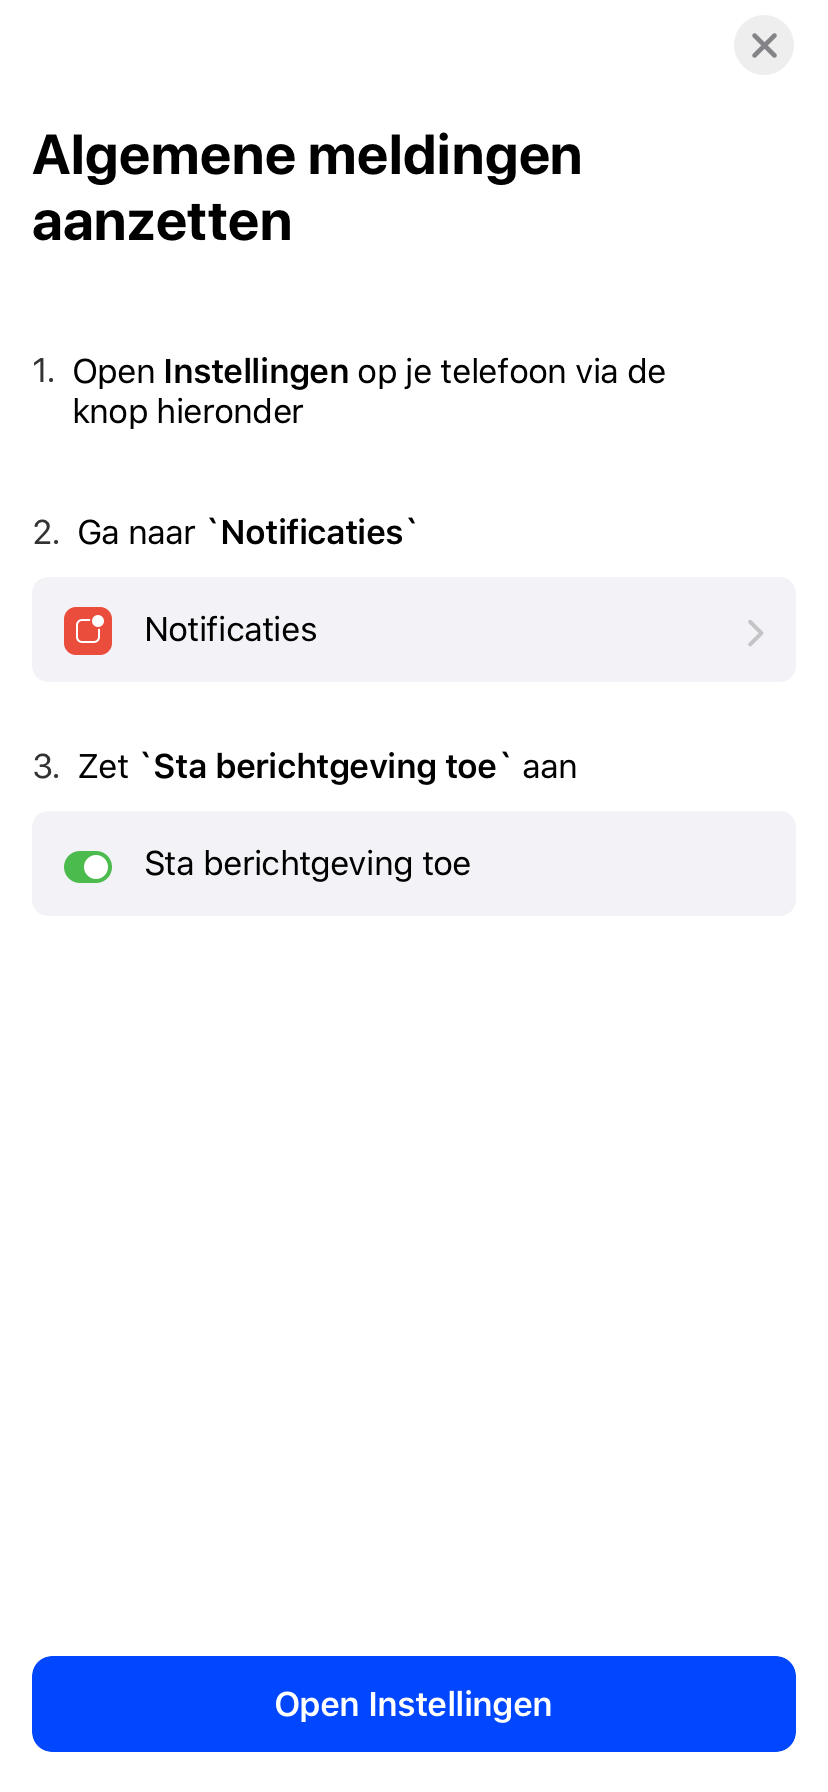 Algemene meldingen
aanzetten
1. Open Instellingen op je telefoon via de
knop hieronder
2. Ga naar `Notificaties`
Notificaties
3. Zet `Sta berichtgeving toe` aan
Sta berichtgeving toe
Open Instellingen